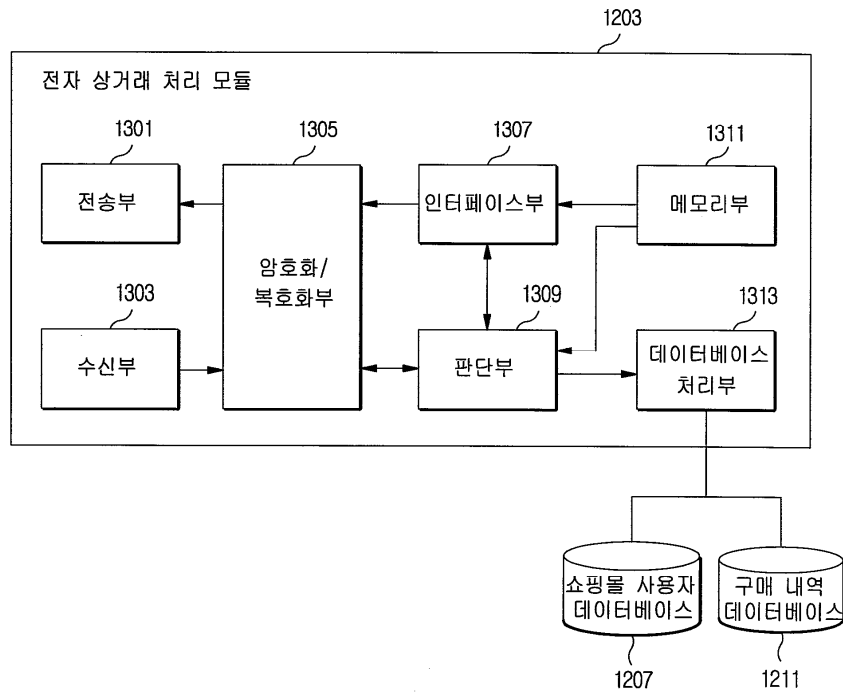 1203
전자 상거래 처리 모듈
1301
1305
1307
1311
전송부
인터페이스부
메모리부
암호화/
복호화부
1303
1309
1313
수신부
판단부
데이터베이스
처리부
쇼핑몰 사용자
데이터베이스
구매 내역
데이터베이스
1207
1211